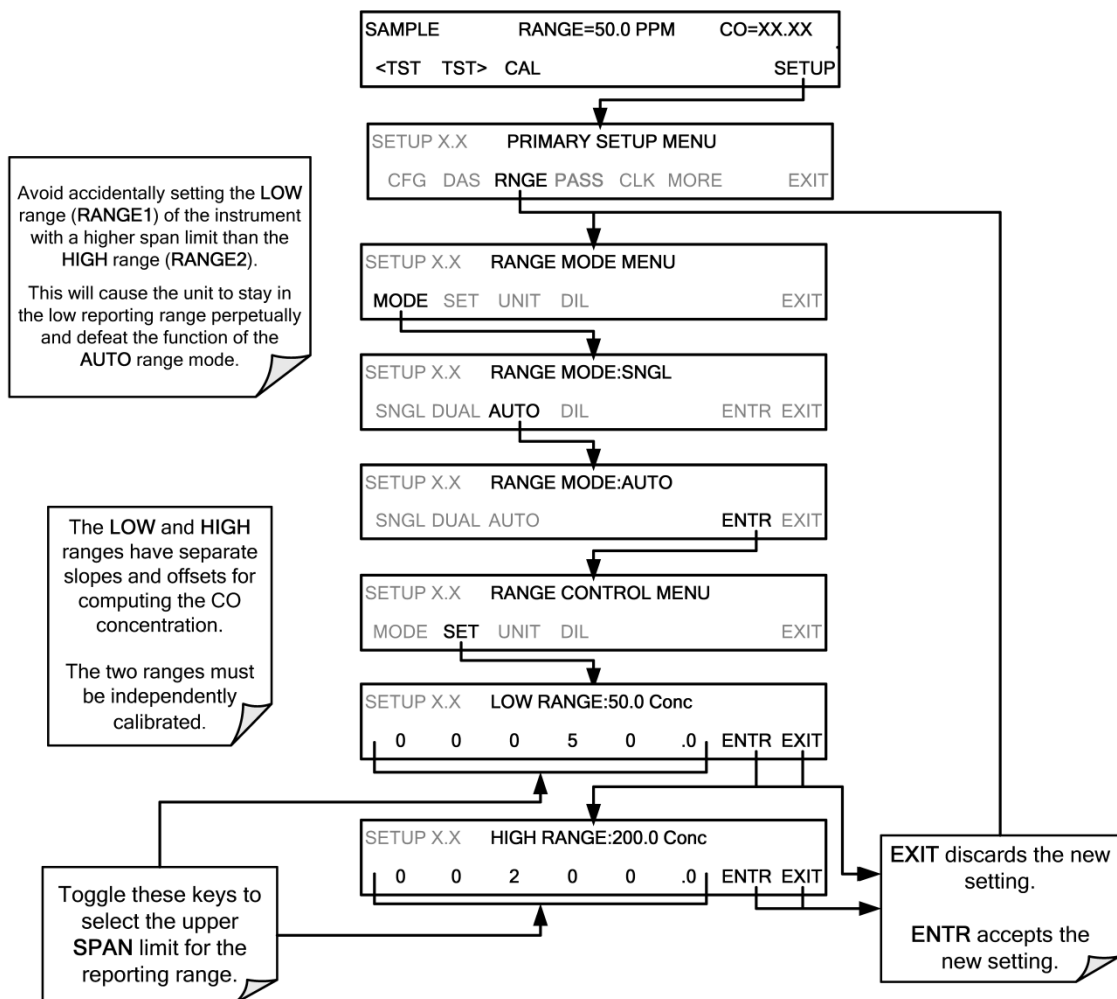 SAMPLE RANGE=50.0 PPM CO=XX.XX
<TST TST> CAL SETUP
SETUP X.X PRIMARY SETUP MENU
CFG DAS RNGE PASS CLK MORE EXIT
Avoid accidentally setting the LOW
range (RANGE1) of the instrument
with a higher span limit than the
HIGH range (RANGE2).
This will cause the unit to stay in
the low reporting range perpetually
and defeat the function of the
AUTO range mode.
SETUP X.X RANGE MODE MENU
MODE SET UNIT DIL EXIT
SETUP X.X RANGE MODE:SNGL
SNGL DUAL AUTO DIL ENTR EXIT
SETUP X.X RANGE MODE:AUTO
SNGL DUAL AUTO ENTR EXIT
The LOW and HIGH
ranges have separate
slopes and offsets for
computing the CO
concentration.
The two ranges must
be independently
calibrated.
SETUP X.X RANGE CONTROL MENU
MODE SET UNIT DIL EXIT
SETUP X.X LOW RANGE:50.0 Conc
0 0 0 5 0 .0 ENTR EXIT
SETUP X.X HIGH RANGE:200.0 Conc
0 0 2 0 0 .0 ENTR EXIT
Toggle these keys to
select the upper
SPAN limit for the
reporting range.
EXIT discards the new
setting.
ENTR accepts the
new setting.